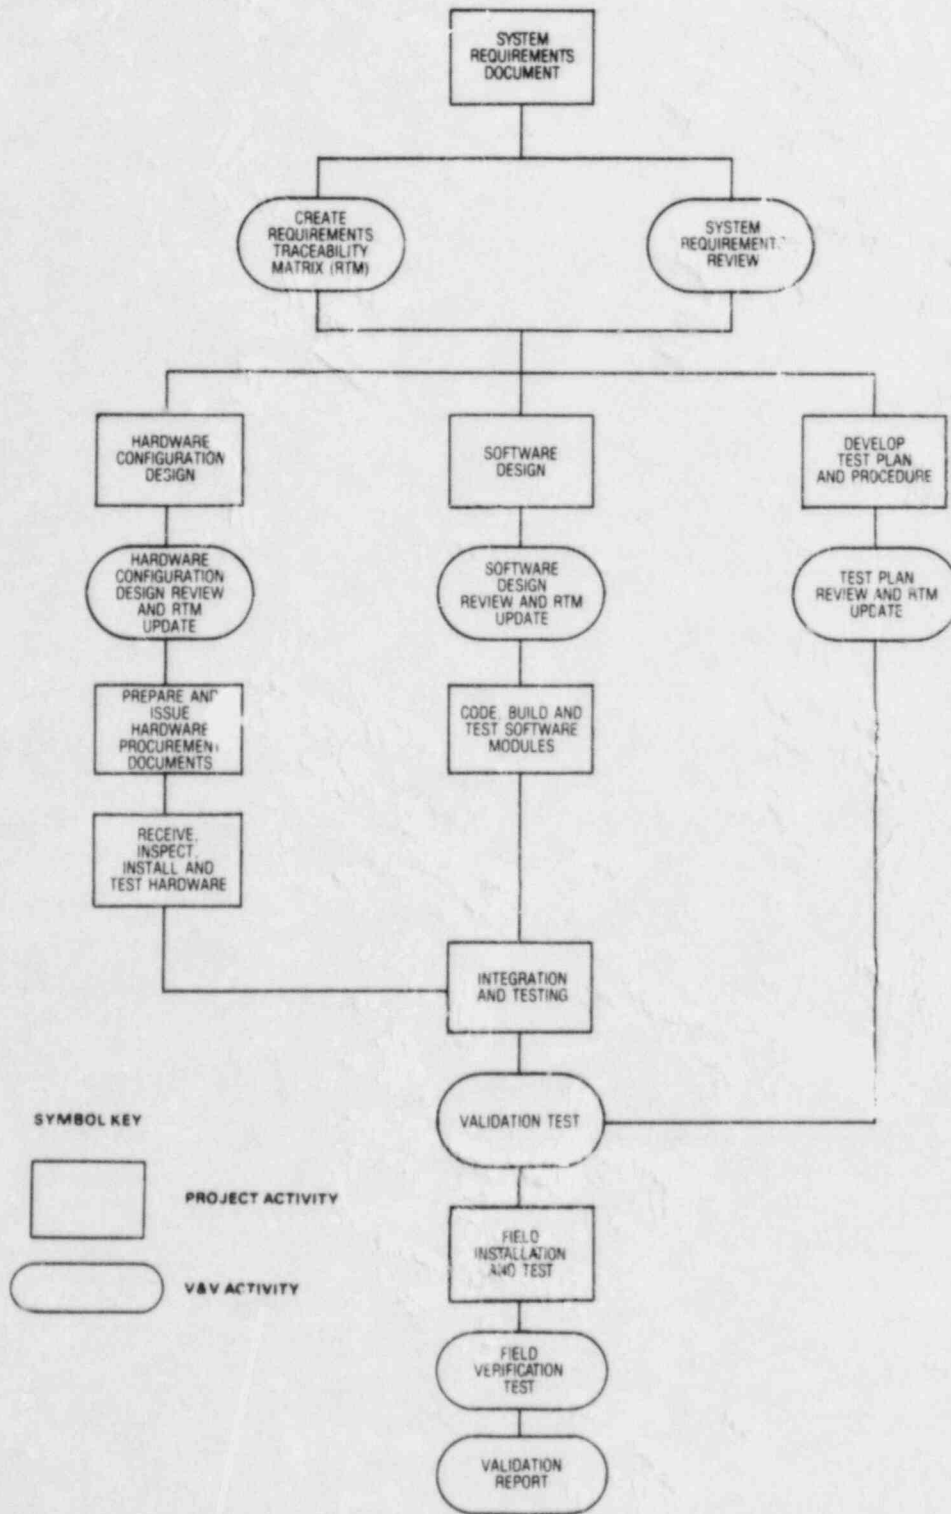 SYSTEM
REQUIREMENTS
DOCUMENT
CREATE
REQUIREMENTS
TRACEABILITY
MATRIX (RTM)
SYSTEM
REQUIREMENTS
REVIEW
HARDWARE
CONFIGURATION
DESIGN
SOFTWARE
DESIGN
DEVELOP
TEST PLAN
AND PROCEDURE
HARDWARE
CONFIGURATION
DESIGN REVIEW
AND RTM
UPDATE
SOFTWARE
DESIGN
REVIEW AND RTM
UPDATE
TEST PLAN
REVIEW AND RTM
UPDATE
PREPARE AND
ISSUE
HARDWARE
PROCUREMENT
DOCUMENTS
CODE, BUILD AND
TEST SOFTWARE
MODULES
RECEIVE,
INSPECT,
INSTALL AND
TEST HARDWARE
INTEGRATION
AND TESTING
VALIDATION TEST
SYMBOL KEY
PROJECT ACTIVITY
V&V ACTIVITY
FIELD
INSTALLATION
AND TEST
FIELD
VERIFICATION
TEST
VALIDATION
REPORT